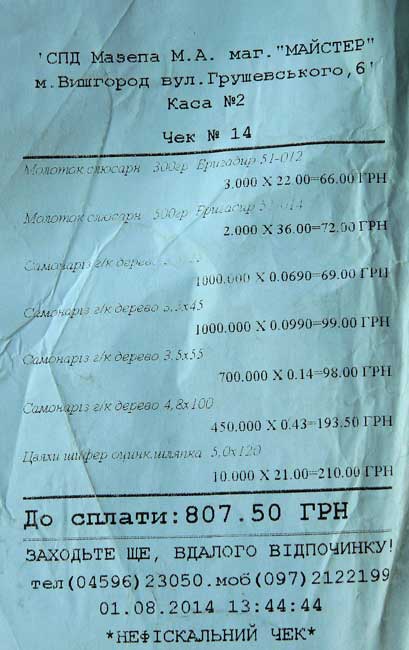 'СПД Мазепа М.А. маг."МАЙСТЕР"
м.Вишгород вул.Грушевського,6'
Каса №2
Чек № 14
Молоток слюсарн 300гр Бригадир 51-012
3.000 X 22.00=66.00 ГРН
Молоток слюсарн 500гр Бригадир
2.000 X 36.00=72.00 ГРН
Самонаріз г/к дерево
1000.000 X 0.0690=69.00 ГРН
Самонаріз г/к дерево 3,5х45
1000.000 X 0.0990=99.00 ГРН
Самонаріз г/к дерево 3,5х55
700.000 X 0.14=98.00 ГРН
Самонаріз г/к дерево 4,8х100
450.000 X 0.43=193.50 ГРН
Цвяхи шифер оцинк.шляпка 5,0х120
10.000 X 21.00=210.00 ГРН
До сплати:807.50 ГРН
ЗАХОДЬТЕ ЩЕ, ВДАЛОГО ВІДПОЧИНКУ!
тел(04596)23050.моб(097)2122199
01.08.2014 13:44:44
*НЕФІСКАЛЬНИЙ ЧЕК*